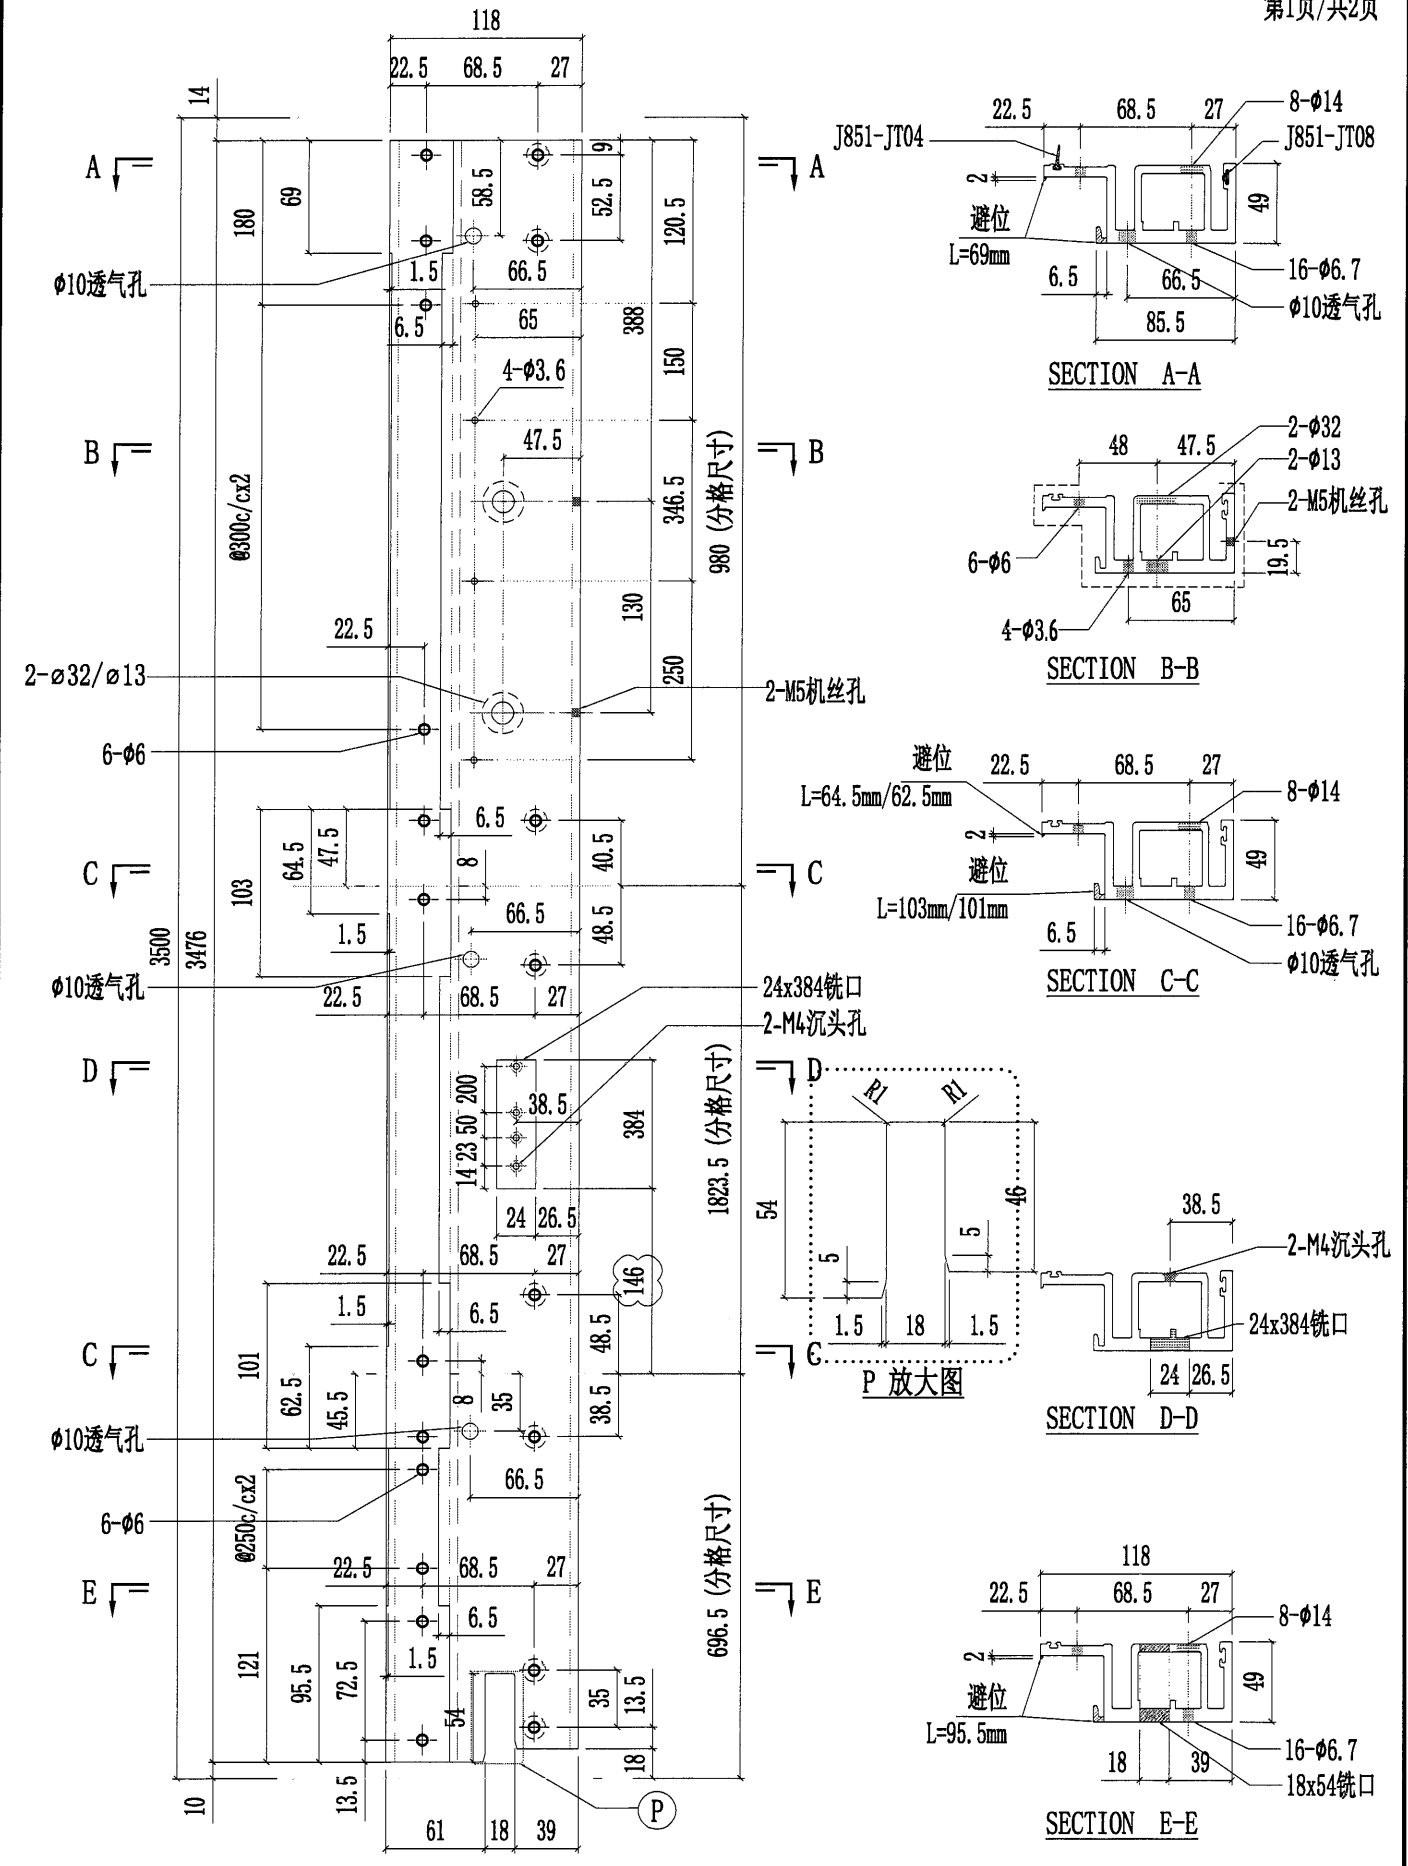 第1页/共2页
118
22.5
68.5
27
14
A
A
9
69
180
58.5
52.5
120.5
Φ10透气孔
1.5
66.5
6.5
65
388
150
4-Φ3.6
B
B
47.5
@300c/cx2
346.5
980 (分格尺寸)
22.5
130
250
2-⌀32/⌀13
2-M5机丝孔
6-Φ6
6.5
40.5
C
C
103
64.5
47.5
8
66.5
48.5
1.5
3500
3476
Φ10透气孔
22.5
68.5
27
24x384铣口
2-M4沉头孔
D
D
200
50
23
14
38.5
384
1823.5 (分格尺寸)
24
26.5
22.5
68.5
27
146
1.5
6.5
48.5
C
C
101
62.5
45.5
8
35
38.5
Φ10透气孔
66.5
@250c/cx2
6-Φ6
696.5 (分格尺寸)
22.5
68.5
27
E
E
6.5
1.5
121
95.5
72.5
54
35
13.5
18
10
13.5
P
61
18
39
22.5
68.5
27
8-Φ14
J851-JT04
J851-JT08
2
49
避位
L=69mm
16-Φ6.7
6.5
66.5
Φ10透气孔
85.5
SECTION A-A
48
47.5
2-Φ32
2-Φ13
2-M5机丝孔
6-Φ6
19.5
65
4-Φ3.6
SECTION B-B
避位
22.5
68.5
27
L=64.5mm/62.5mm
8-Φ14
2
49
避位
L=103mm/101mm
16-Φ6.7
6.5
Φ10透气孔
SECTION C-C
R1
R1
54
46
5
5
1.5
18
1.5
P 放大图
38.5
2-M4沉头孔
24x384铣口
24
26.5
SECTION D-D
118
22.5
68.5
27
8-Φ14
2
49
避位
L=95.5mm
16-Φ6.7
18
39
18x54铣口
SECTION E-E